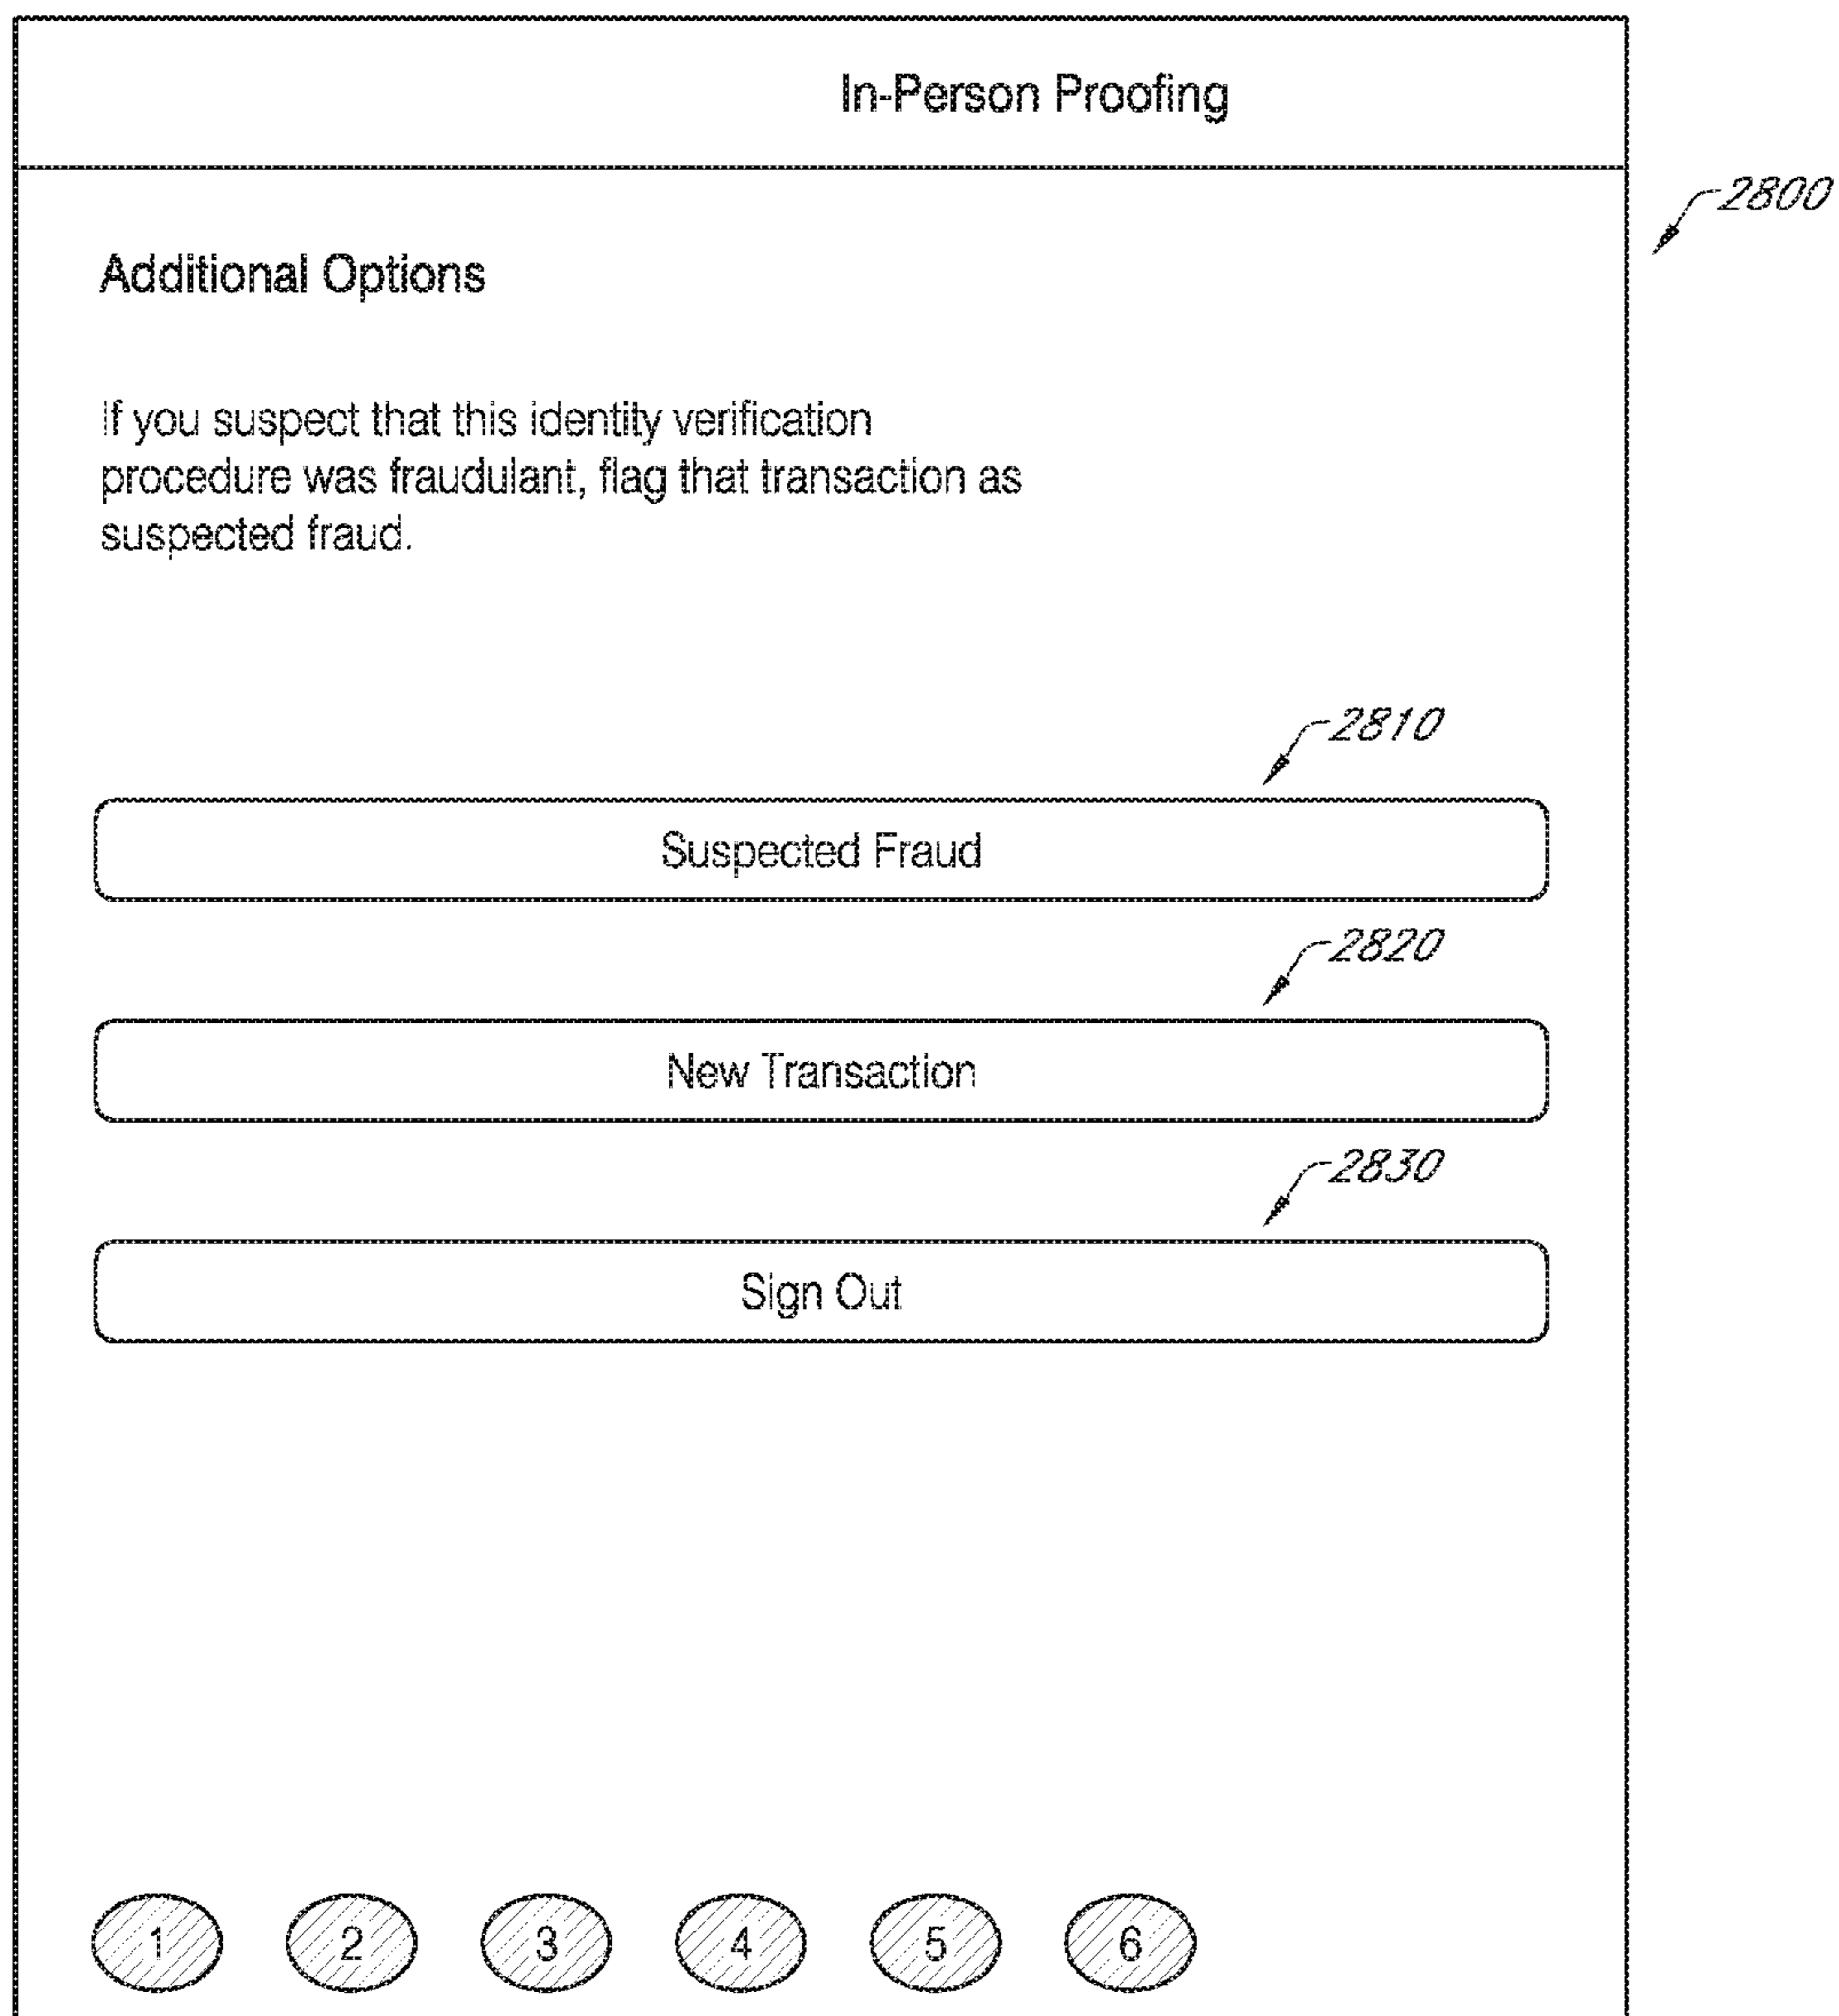 In-Person Proofing
2800
Additional Options
If you suspect that this identity verification
procedure was fraudulant, flag that transaction as
suspected fraud.
2810
Suspected Fraud
2820
New Transaction
2830
Sign Out
1 2 3 4 5 6